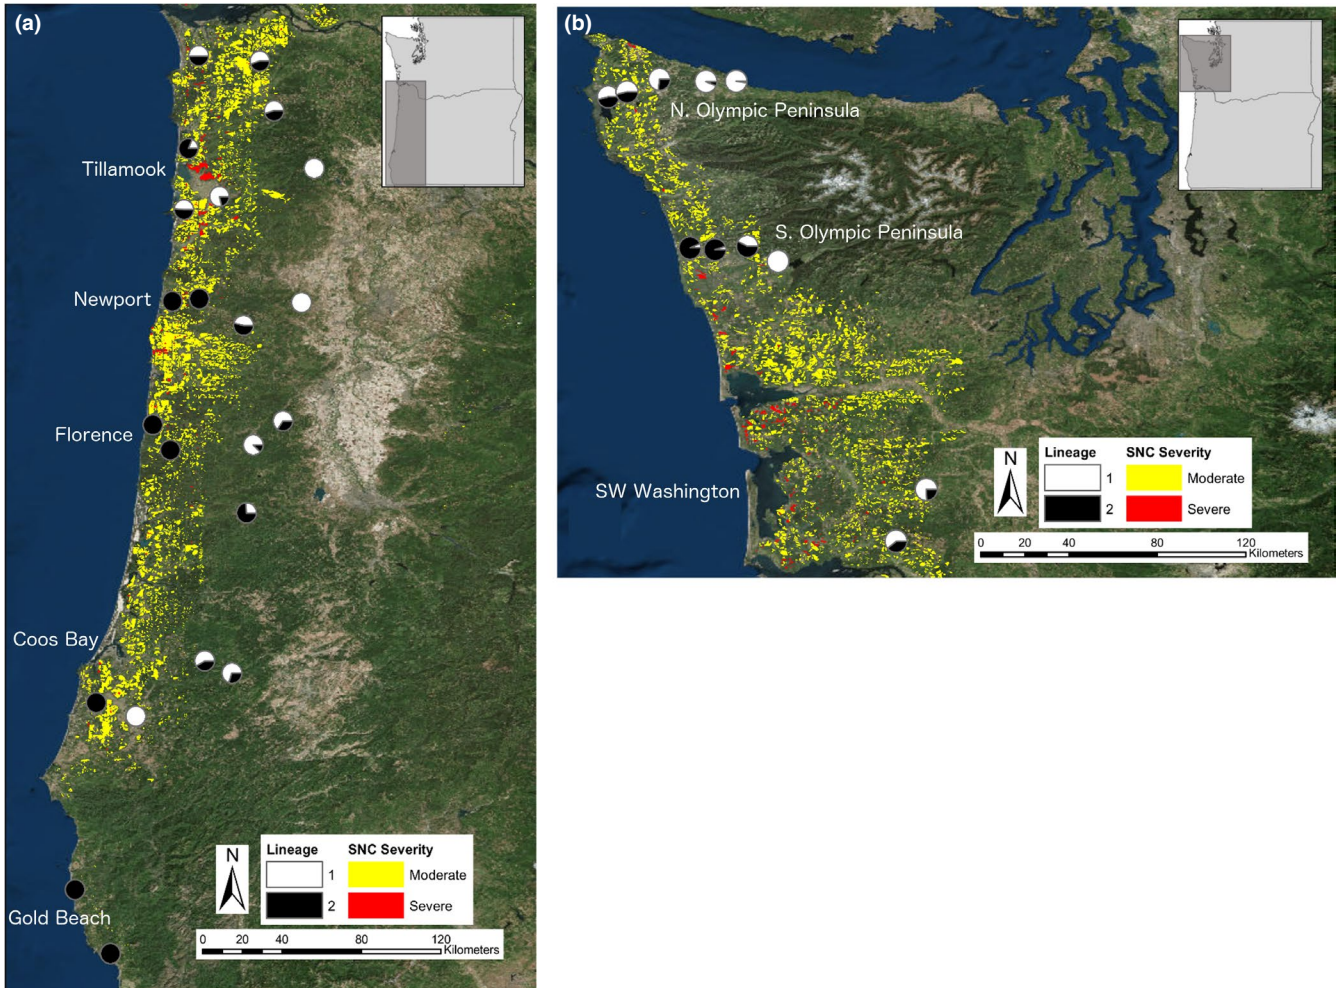 (a)
Tillamook
Newport
Florence
Coos Bay
Gold Beach
N
Lineage SNC Severity
1 Moderate
2 Severe
0 20 40 80 120
Kilometers
(b)
N. Olympic Peninsula
S. Olympic Peninsula
SW Washington
N
Lineage SNC Severity
1 Moderate
2 Severe
0 20 40 80 120
Kilometers